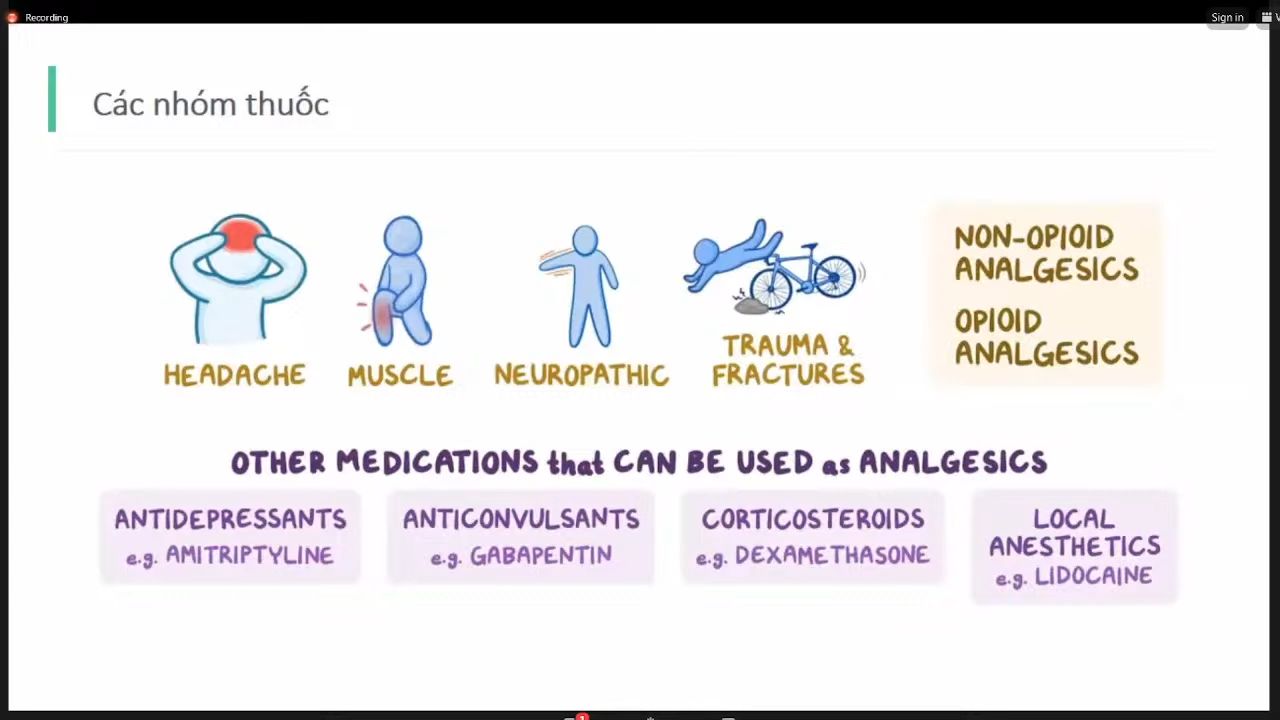 Recording
Sign in
Các nhóm thuốc
HEADACHE
MUSCLE
NEUROPATHIC
TRAUMA &
FRACTURES
NON-OPIOID
ANALGESICS
OPIOID
ANALGESICS
OTHER MEDICATIONS that CAN BE USED as ANALGESICS
ANTIDEPRESSANTS
e.g. AMITRIPTYLINE
ANTICONVULSANTS
e.g. GABAPENTIN
CORTICOSTEROIDS
e.g. DEXAMETHASONE
LOCAL
ANESTHETICS
e.g. LIDOCAINE